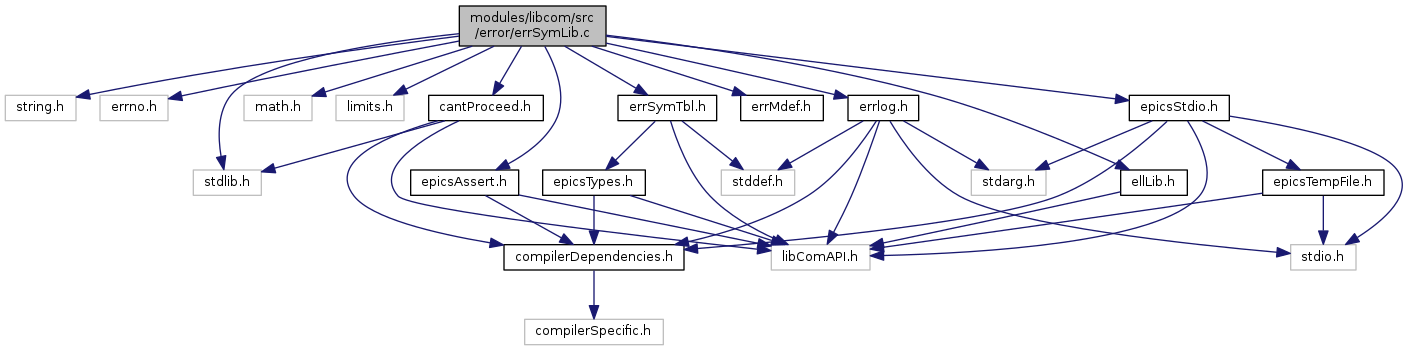 modules/libcom/src
/error/errSymLib.c
string.h
errno.h
math.h
limits.h
cantProceed.h
errSymTbl.h
errMdef.h
errlog.h
epicsStdio.h
stdlib.h
epicsAssert.h
epicsTypes.h
stddef.h
stdarg.h
ellLib.h
epicsTempFile.h
compilerDependencies.h
libComAPI.h
stdio.h
compilerSpecific.h